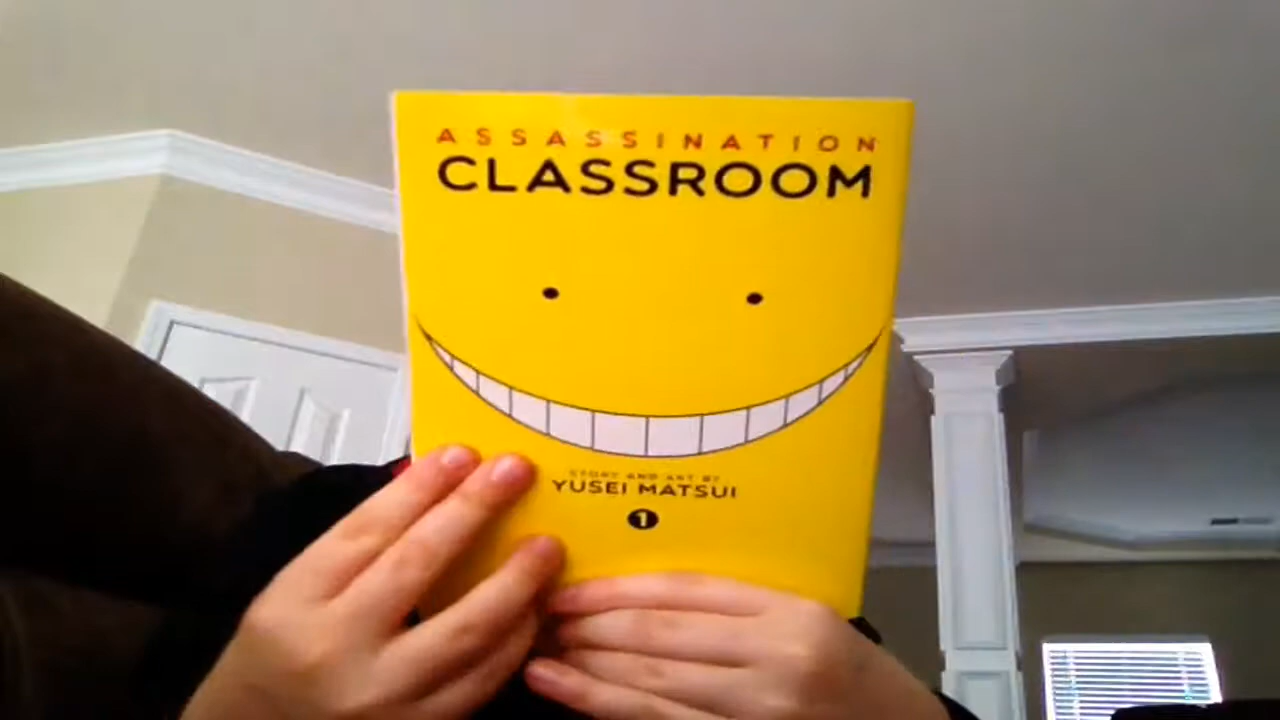 ASSASSINATION
CLASSROOM
STORY AND ART BY
YUSEI MATSUI
1